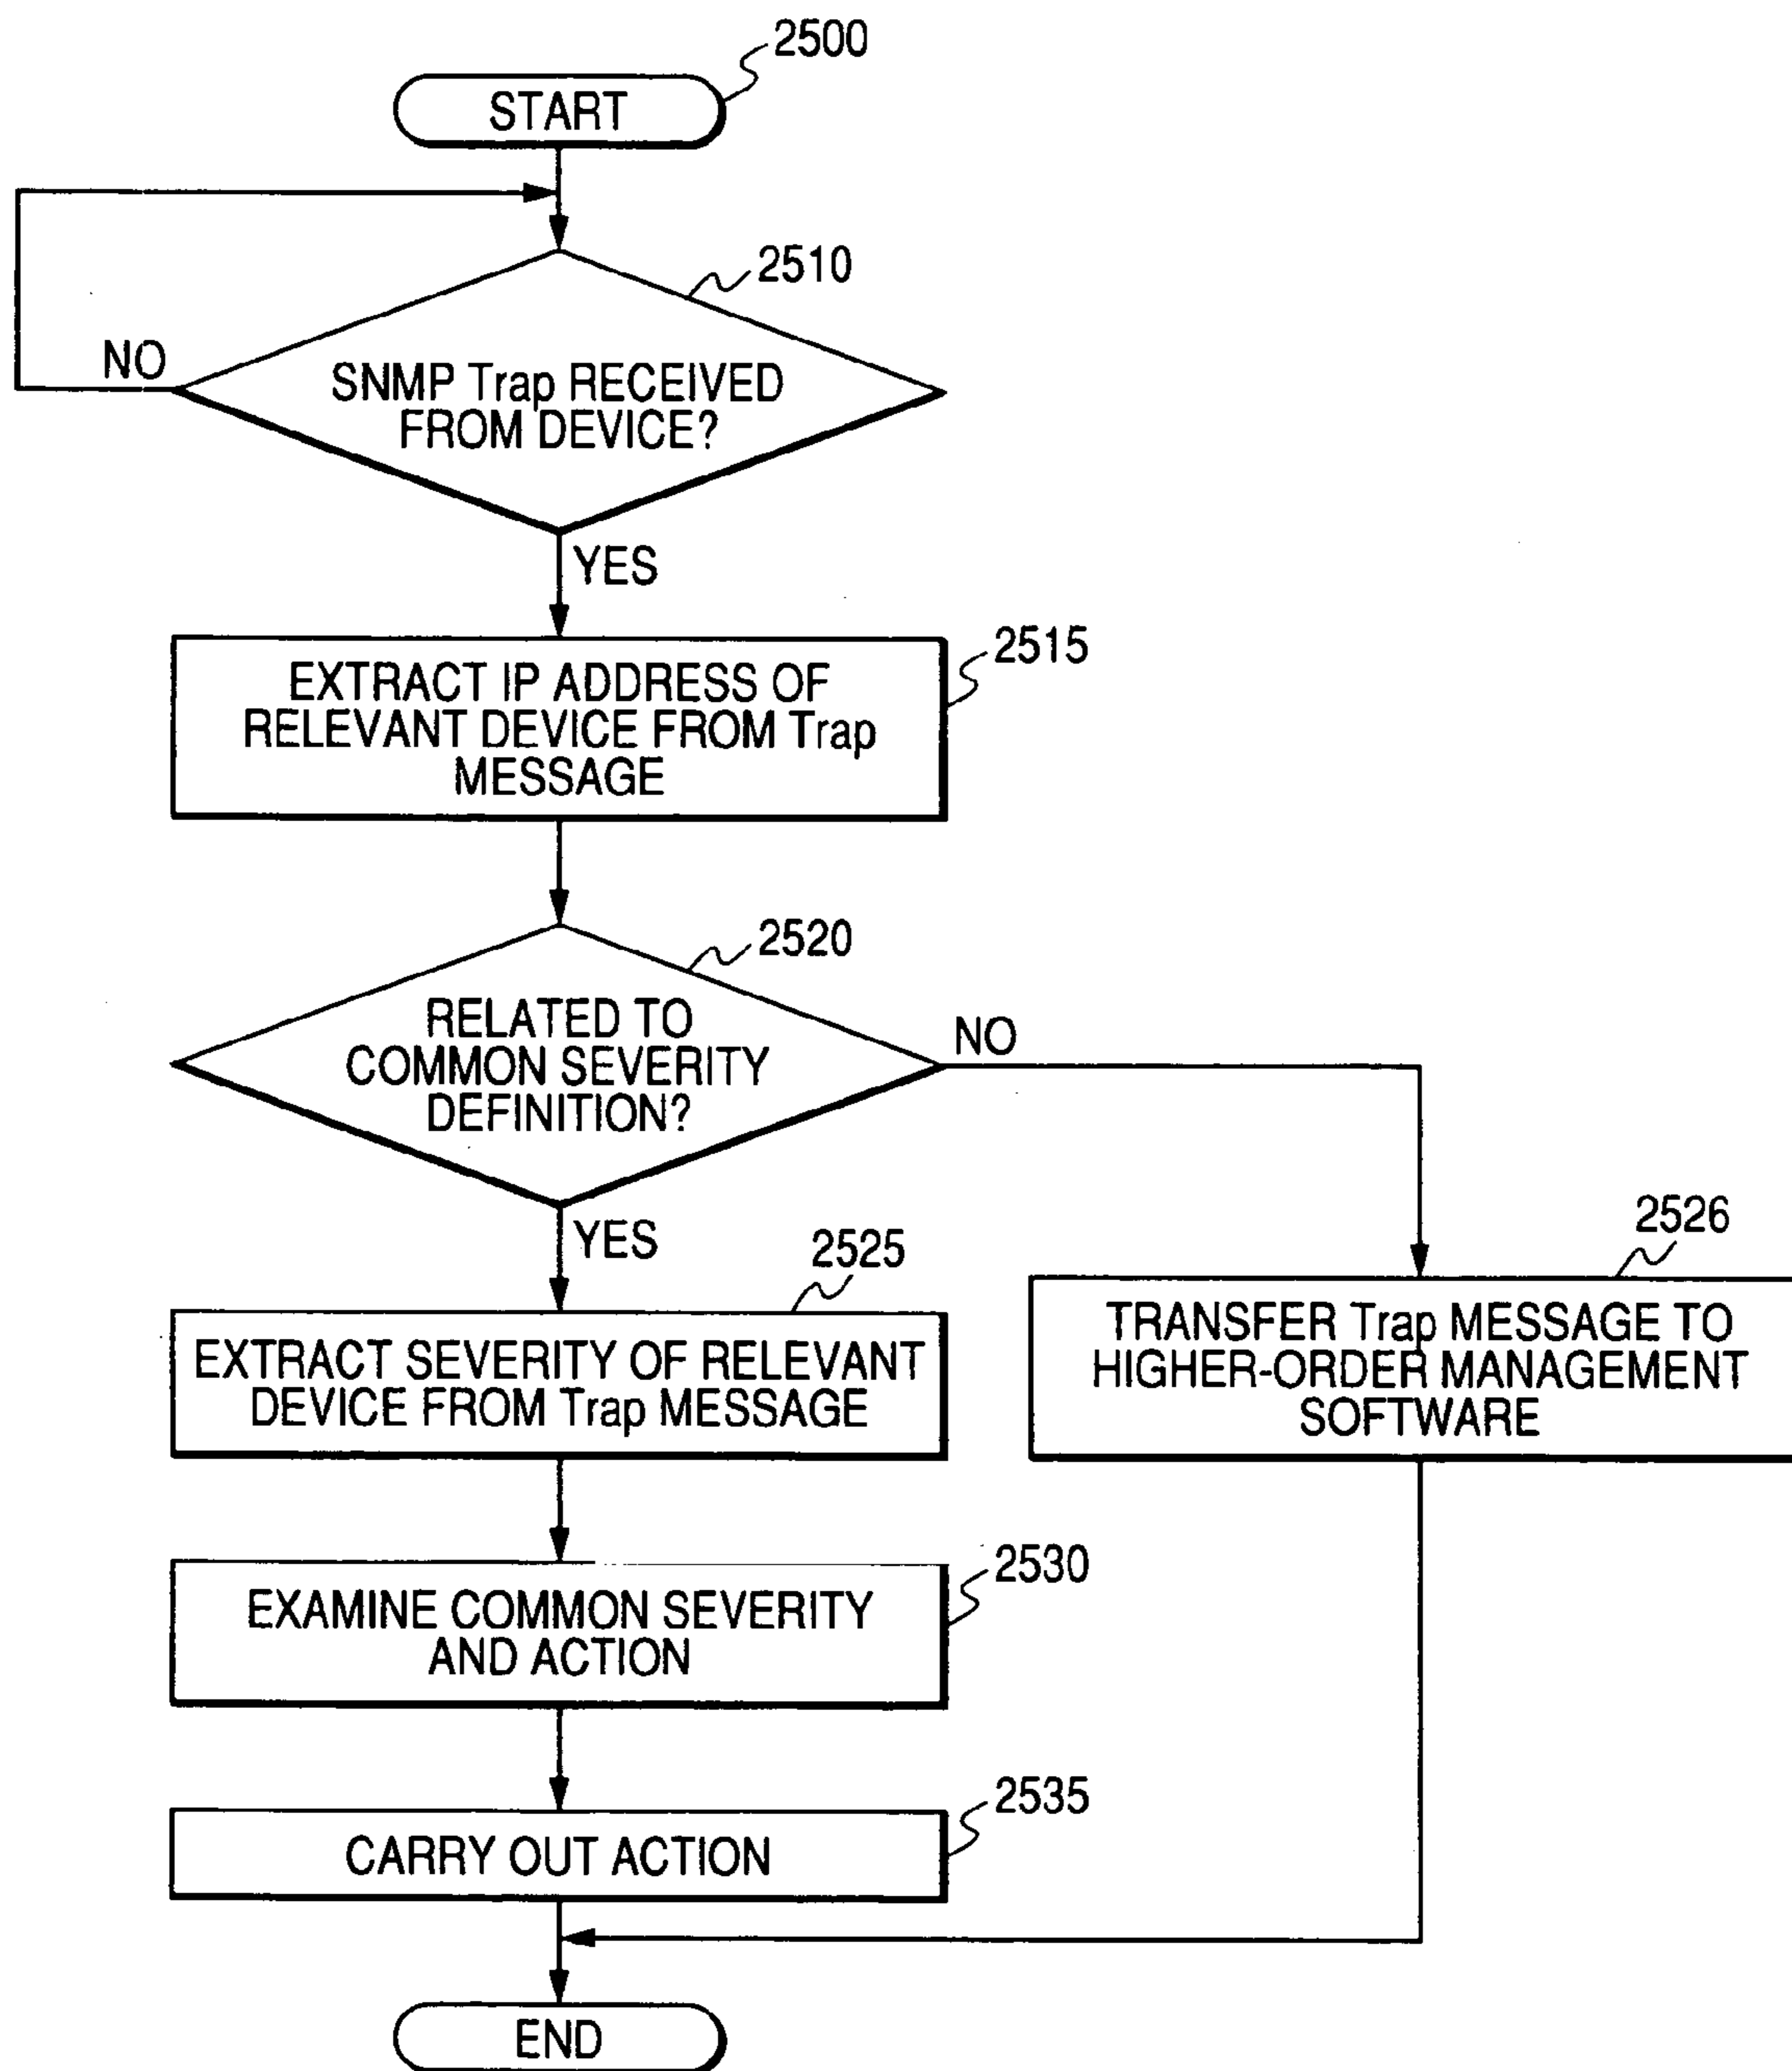 2500
START
2510
NO
SNMP Trap RECEIVED
FROM DEVICE?
YES
2515
EXTRACT IP ADDRESS OF
RELEVANT DEVICE FROM Trap
MESSAGE
2520
RELATED TO
COMMON SEVERITY
DEFINITION?
NO
YES
2525
2526
EXTRACT SEVERITY OF RELEVANT
DEVICE FROM Trap MESSAGE
TRANSFER Trap MESSAGE TO
HIGHER-ORDER MANAGEMENT
SOFTWARE
2530
EXAMINE COMMON SEVERITY
AND ACTION
2535
CARRY OUT ACTION
END